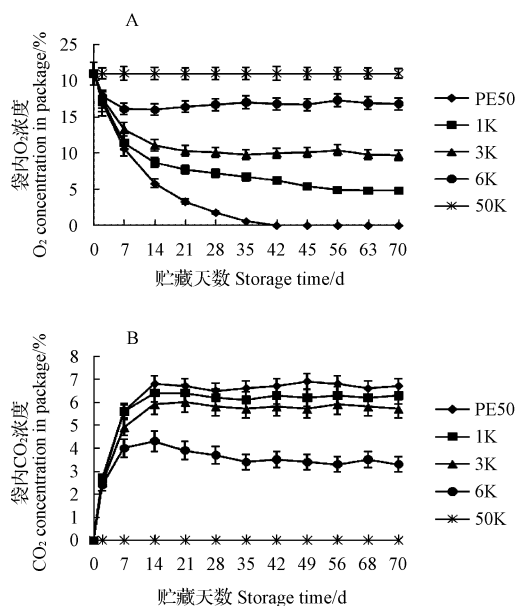 A
袋内O₂浓度
O₂ concentration in package/%
25
10
15
10
5
0
0 7 14 21 28 35 42 49 56 63 70
贮藏天数 Storage time/d
PE50
1K
3K
6K
50K
B
袋内CO₂浓度
CO₂ concentration in package/%
8
7
6
5
4
3
2
1
0
0 7 14 21 28 35 42 49 56 68 70
贮藏天数 Storage time/d
PE50
1K
3K
6K
50K